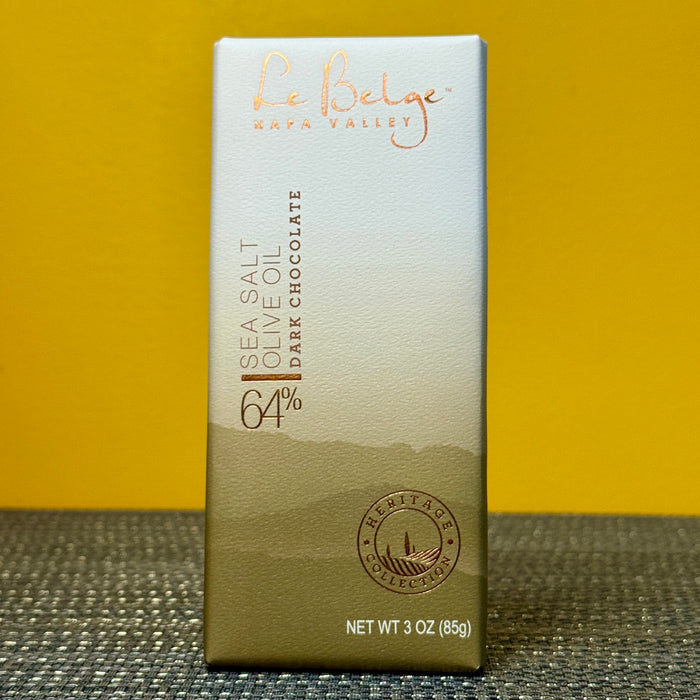 Le Belge™
NAPA VALLEY
SEA SALT
OLIVE OIL
DARK CHOCOLATE
64%
HERITAGE
COLLECTION
NET WT 3 OZ (85g)